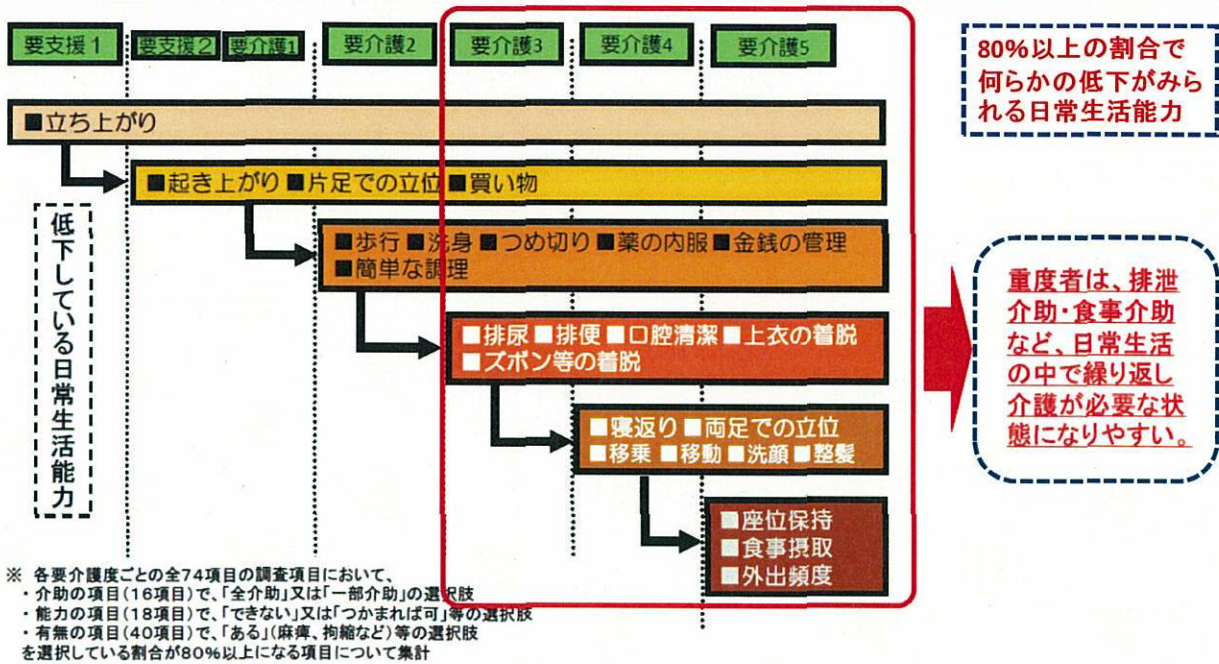 要支援1 要支援2 要介護1 要介護2 要介護3 要介護4 要介護5
80%以上の割合で
何らかの低下がみら
れる日常生活能力
■立ち上がり
■起き上がり ■片足での立位 ■買い物
低下している日常生活能力
■歩行 ■洗身 ■つめ切り ■薬の内服 ■金銭の管理
■簡単な調理
■排尿 ■排便 ■口腔清潔 ■上衣の着脱
■ズボン等の着脱
■寝返り ■両足での立位
■移乗 ■移動 ■洗顔 ■整髪
■座位保持
■食事摂取
■外出頻度
重度者は、排泄
介助・食事介助
など、日常生活
の中で繰り返し
介護が必要な状
態になりやすい。
※ 各要介護度ごとの全74項目の調査項目において、
・介助の項目(16項目)で、「全介助」又は「一部介助」の選択肢
・能力の項目(18項目)で、「できない」又は「つかまれば可」等の選択肢
・有無の項目(40項目)で、「ある」(麻痺、拘縮など)等の選択肢
を選択している割合が80%以上になる項目について集計